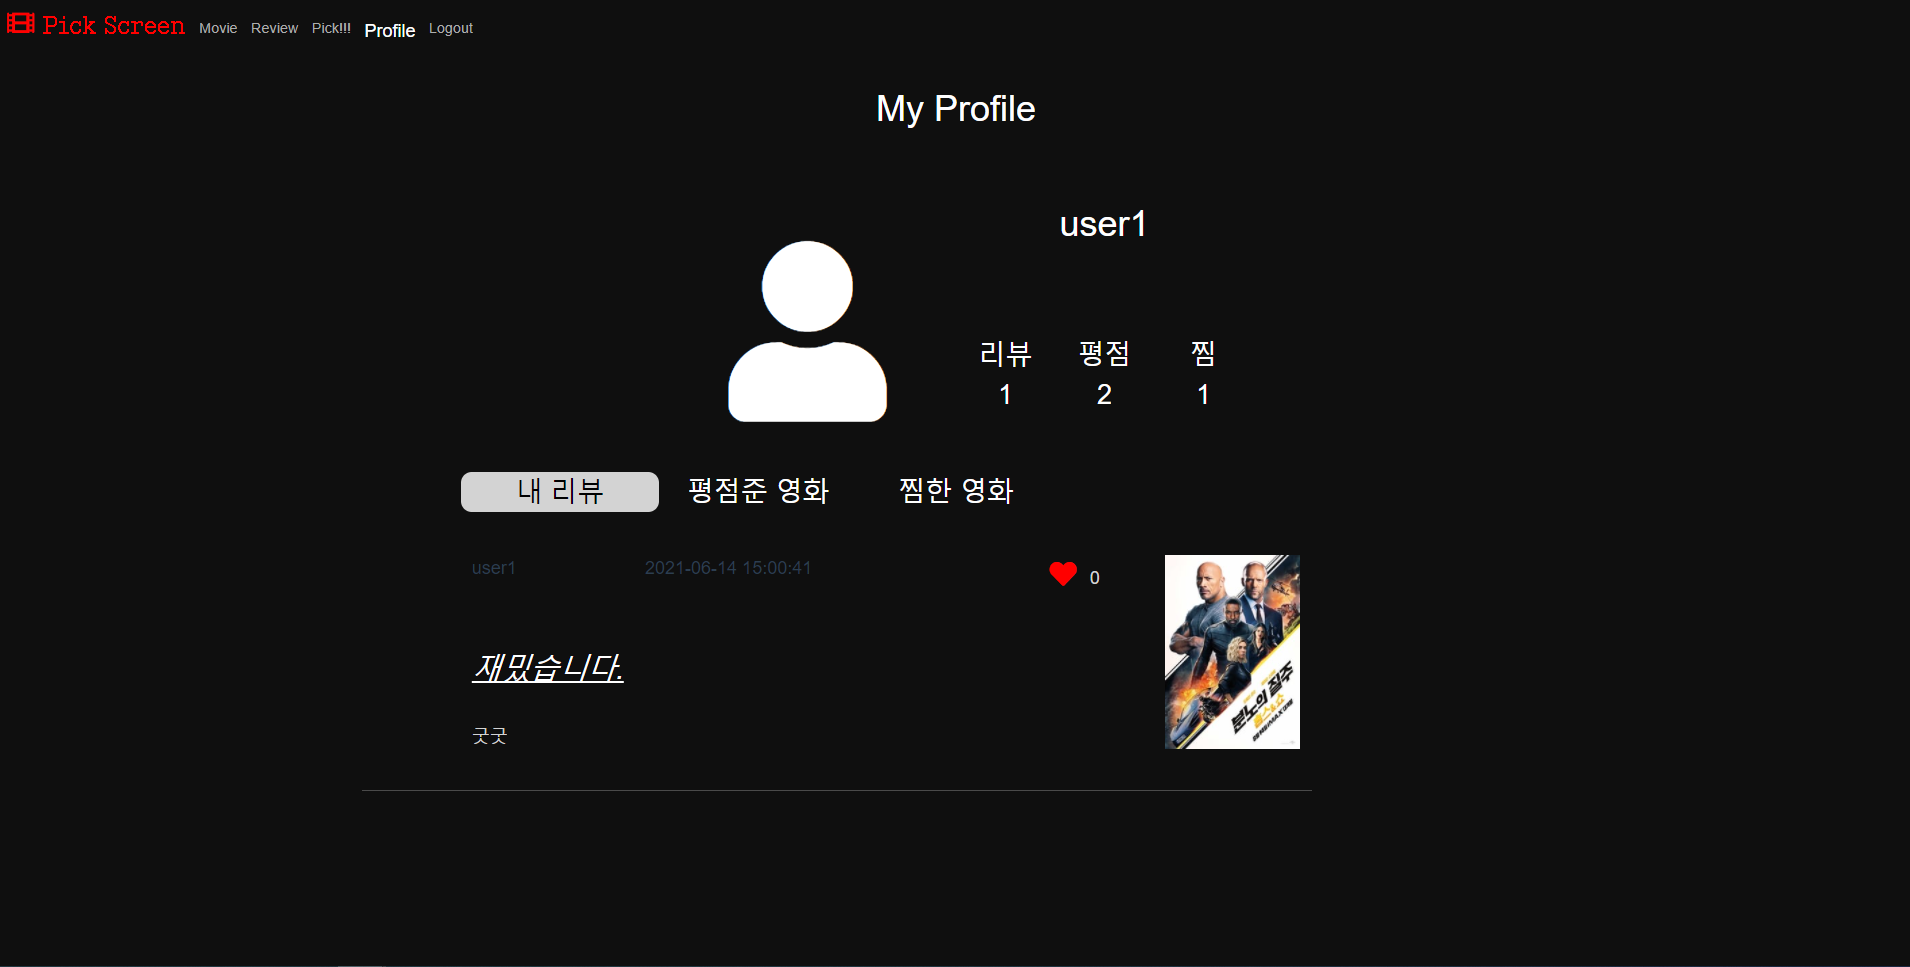 Pick Screen Movie Review Pick!!! Profile Logout
My Profile
user1
리뷰 평점 찜
1 2 1
내 리뷰 평점준 영화 찜한 영화
user1 2021-06-14 15:00:41 0
재밌습니다.
굿굿
분노의 질주
홉스&쇼